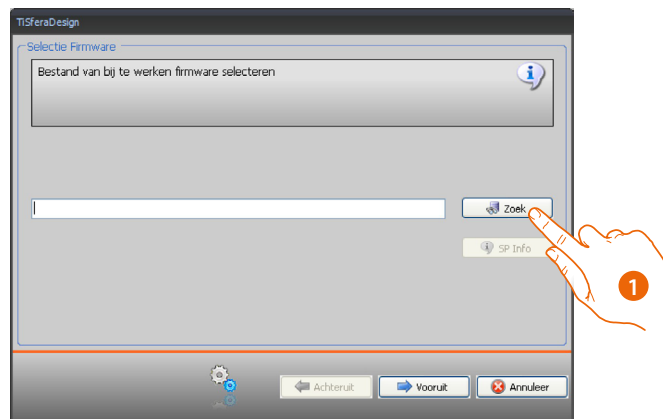 TiSferaDesign
Selectie Firmware
Bestand van bij te werken firmware selecteren
Zoek
SP Info
1
Achteruit
Vooruit
Annuleer